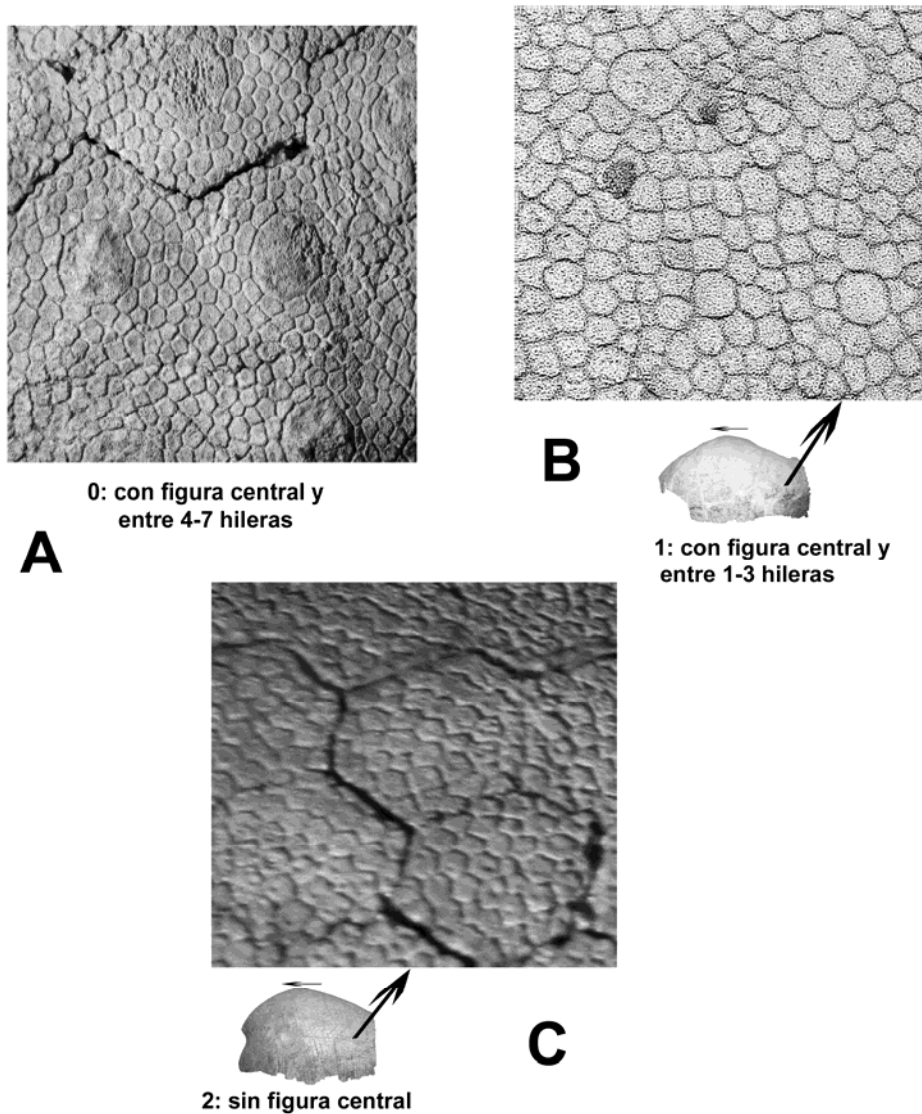 0: con figura central y
entre 4-7 hileras
A
B
1: con figura central y
entre 1-3 hileras
C
2: sin figura central